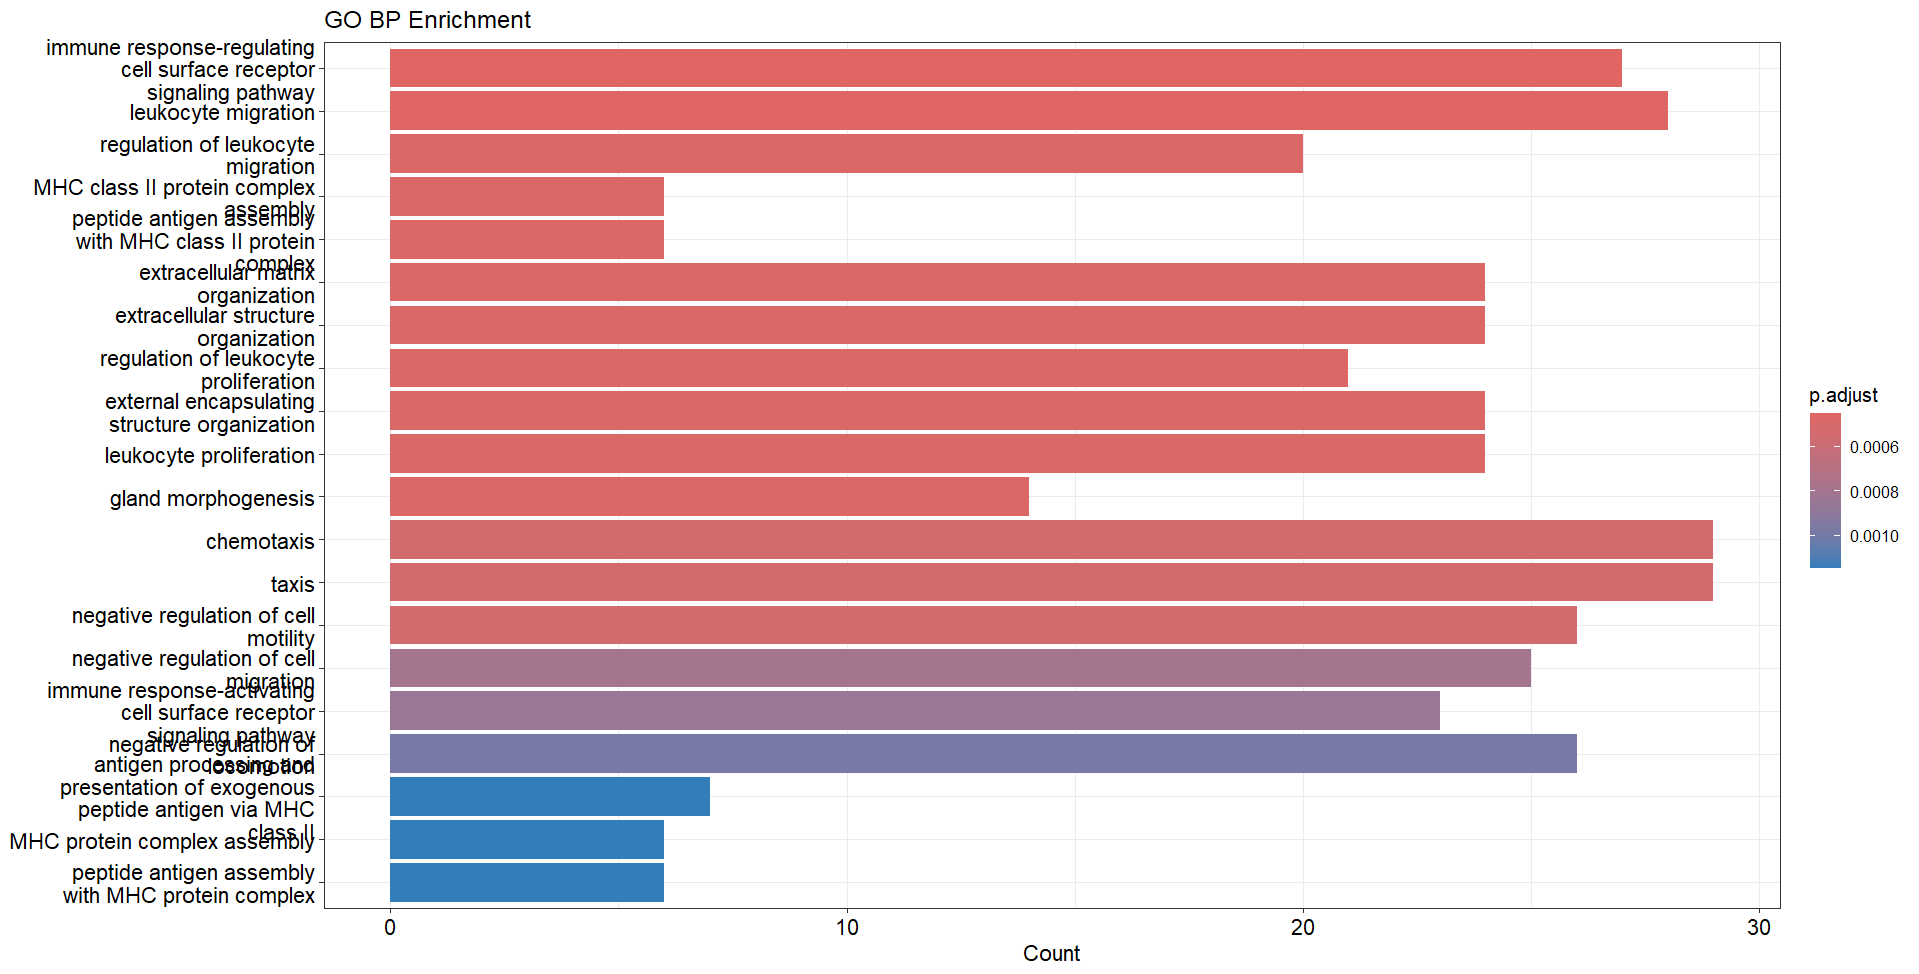 GO BP Enrichment
immune response-regulating
cell surface receptor
signaling pathway
leukocyte migration
regulation of leukocyte
migration
MHC class II protein complex
assembly
peptide antigen assembly
with MHC class II protein
complex
extracellular matrix
organization
extracellular structure
organization
regulation of leukocyte
proliferation
external encapsulating
structure organization
leukocyte proliferation
gland morphogenesis
chemotaxis
taxis
negative regulation of cell
motility
negative regulation of cell
migration
immune response-activating
cell surface receptor
signaling pathway
negative regulation of
locomotion
antigen processing and
presentation of exogenous
peptide antigen via MHC
class II
MHC protein complex assembly
peptide antigen assembly
with MHC protein complex
0
10
20
30
Count
p.adjust
0.0006
0.0008
0.0010